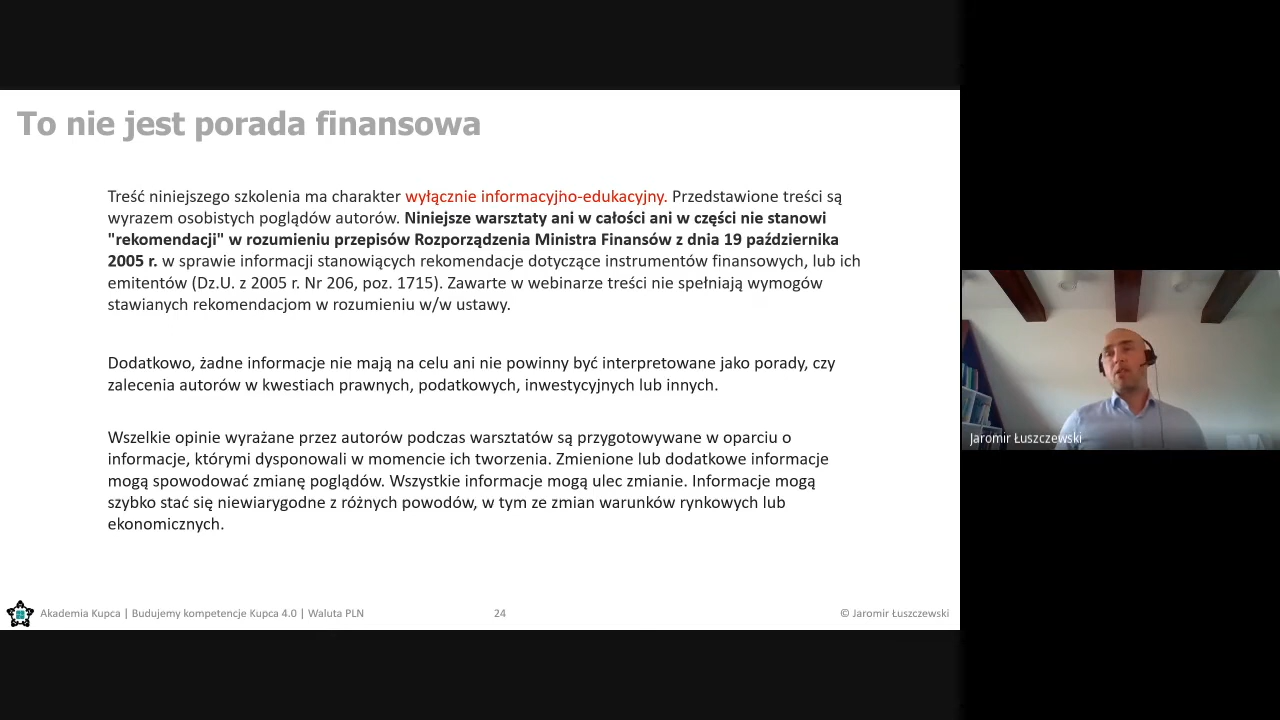 To nie jest porada finansowa
Treść niniejszego szkolenia ma charakter wyłącznie informacyjno-edukacyjny. Przedstawione treści są
wyrazem osobistych poglądów autorów. Niniejsze warsztaty ani w całości ani w części nie stanowi
"rekomendacji" w rozumieniu przepisów Rozporządzenia Ministra Finansów z dnia 19 października
2005 r. w sprawie informacji stanowiących rekomendacje dotyczące instrumentów finansowych, lub ich
emitentów (Dz.U. z 2005 r. Nr 206, poz. 1715). Zawarte w webinarze treści nie spełniają wymogów
stawianych rekomendacjom w rozumieniu w/w ustawy.
Dodatkowo, żadne informacje nie mają na celu ani nie powinny być interpretowane jako porady, czy
zalecenia autorów w kwestiach prawnych, podatkowych, inwestycyjnych lub innych.
Wszelkie opinie wyrażane przez autorów podczas warsztatów są przygotowywane w oparciu o
informacje, którymi dysponowali w momencie ich tworzenia. Zmienione lub dodatkowe informacje
mogą spowodować zmianę poglądów. Wszystkie informacje mogą ulec zmianie. Informacje mogą
szybko stać się niewiarygodne z różnych powodów, w tym ze zmian warunków rynkowych lub
ekonomicznych.
Akademia Kupca | Budujemy kompetencje Kupca 4.0 | Waluta PLN
24
© Jaromir Łuszczewski
Jaromir Łuszczewski